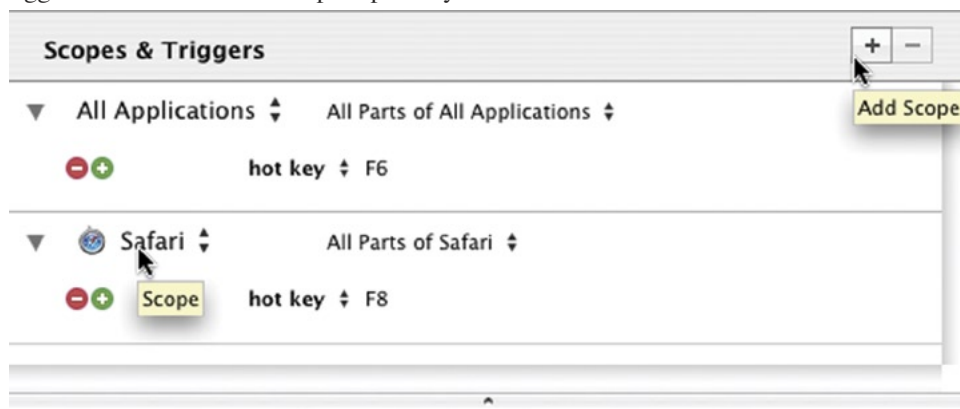 Scopes & Triggers + −
Add Scope
All Applications All Parts of All Applications
hot key F6
Safari All Parts of Safari
Scope hot key F8